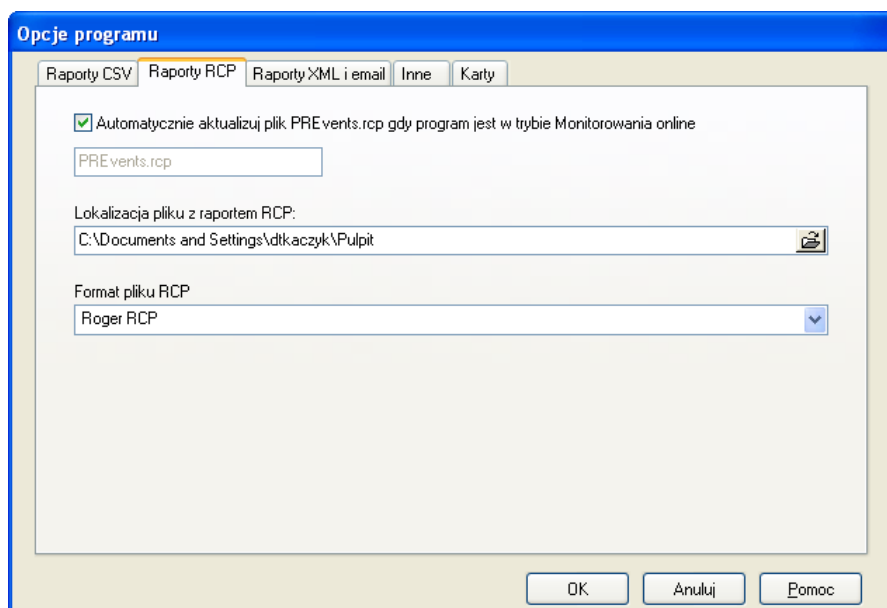 Opcje programu
Raporty CSV Raporty RCP Raporty XML i email Inne Karty
Automatycznie aktualizuj plik PREvents.rcp gdy program jest w trybie Monitorowania online
PREvents.rcp
Lokalizacja pliku z raportem RCP:
C:\Documents and Settings\dtkaczyk\Pulpit
Format pliku RCP
Roger RCP
OK Anuluj Pomoc